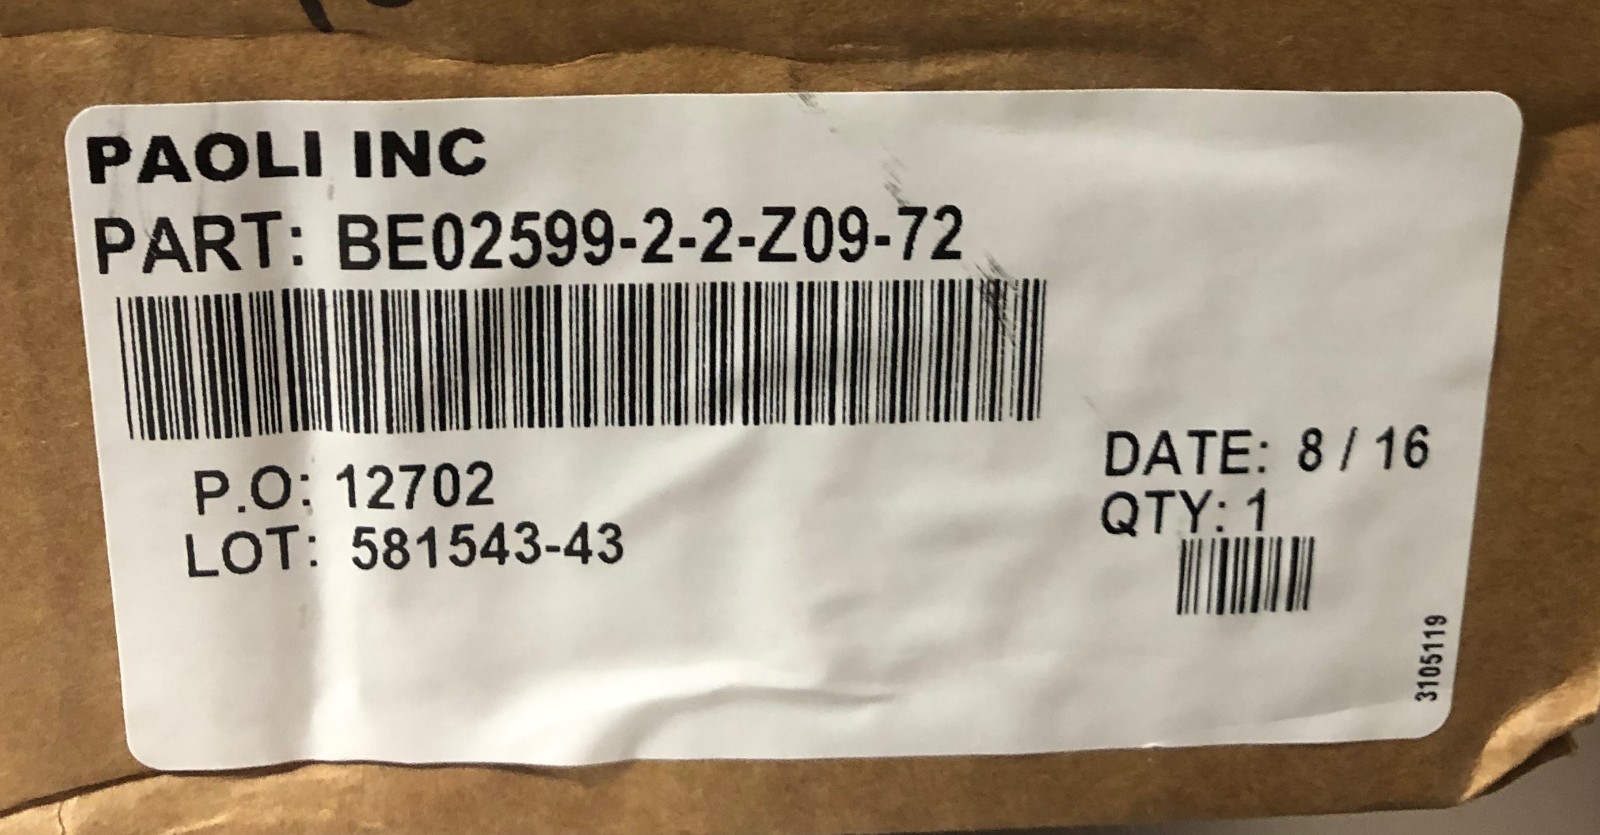 PAOLI INC
PART: BE02599-2-2-Z09-72
P.O: 12702
LOT: 581543-43
DATE: 8 / 16
QTY: 1
3105119